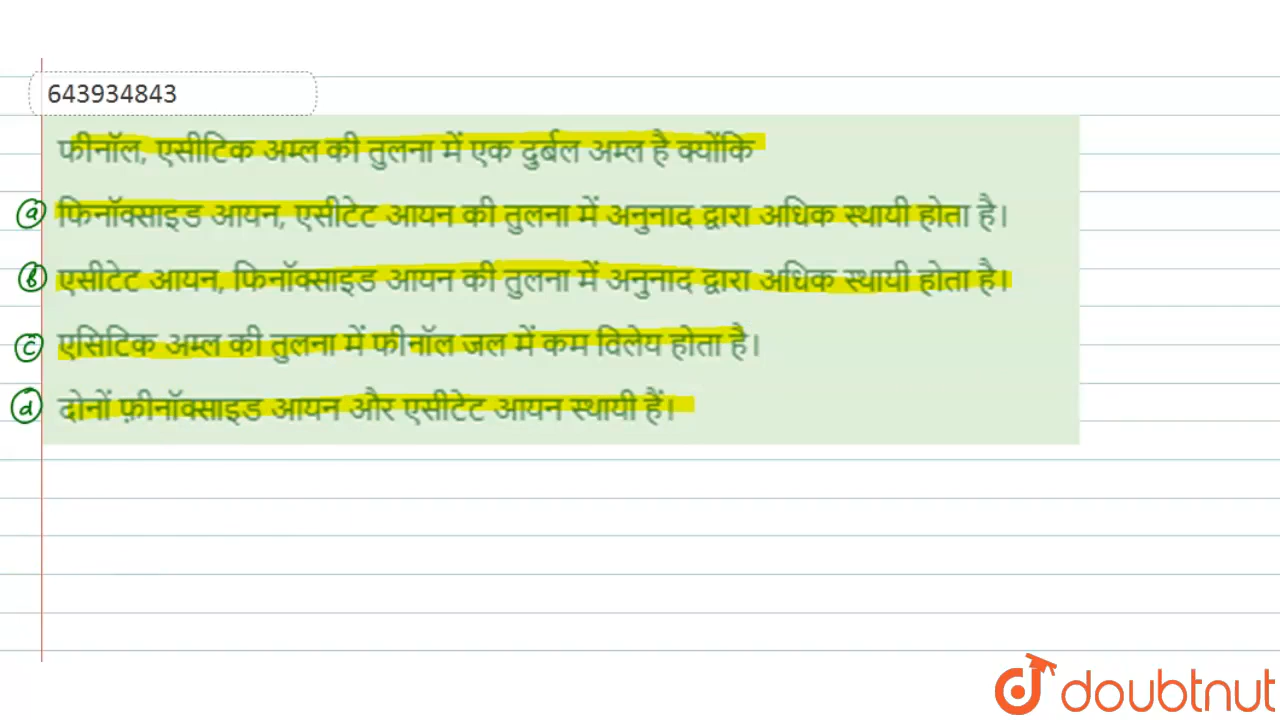 643934843
फीनॉल, एसीटिक अम्ल की तुलना में एक दुर्बल अम्ल है क्योंकि
(a) फिनॉक्साइड आयन, एसीटेट आयन की तुलना में अनुनाद द्वारा अधिक स्थायी होता है।
(b) एसीटेट आयन, फिनॉक्साइड आयन की तुलना में अनुनाद द्वारा अधिक स्थायी होता है।
(c) एसिटिक अम्ल की तुलना में फीनॉल जल में कम विलेय होता है।
(d) दोनों फ़ीनॉक्साइड आयन और एसीटेट आयन स्थायी हैं।
doubtnut